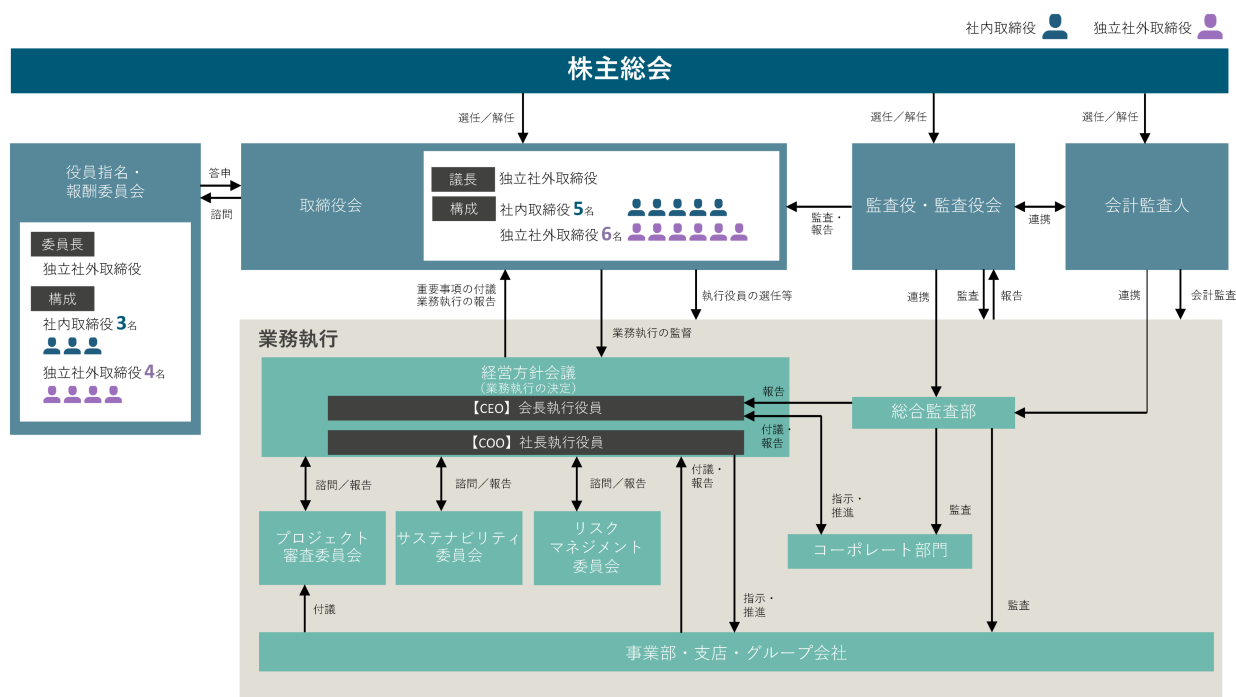 社内取締役
独立社外取締役
株主総会
選任／解任
選任／解任
選任／解任
役員指名・
報酬委員会
答申
諮問
委員長
独立社外取締役
構成
社内取締役 3名
独立社外取締役 4名
取締役会
議長
独立社外取締役
構成
社内取締役 5名
独立社外取締役 6名
監査・
報告
監査役・監査役会
連携
会計監査人
重要事項の付議
業務執行の報告
業務執行の監督
執行役員の選任等
連携
監査
報告
連携
会計監査
業務執行
経営方針会議
（業務執行の決定）
【CEO】会長執行役員
【COO】社長執行役員
報告
付議・
報告
総合監査部
諮問／報告
諮問／報告
諮問／報告
付議・
報告
指示・
推進
監査
プロジェクト
審査委員会
サステナビリティ
委員会
リスク
マネジメント
委員会
コーポレート部門
付議
指示・
推進
監査
事業部・支店・グループ会社